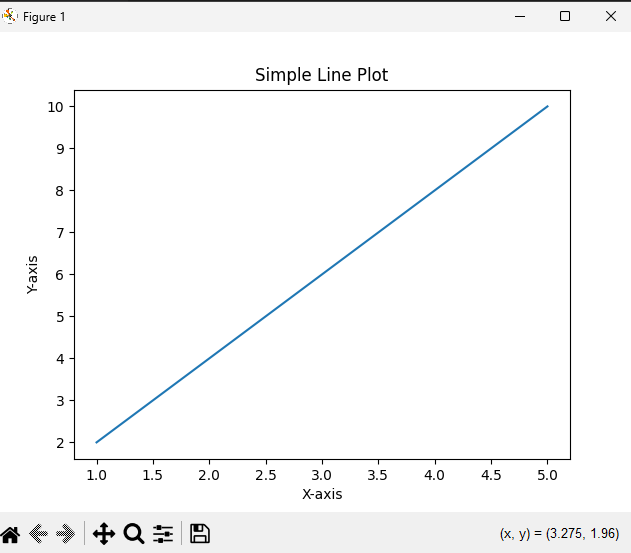 Figure 1
Simple Line Plot
10
9
8
7
6
5
4
3
2
Y-axis
1.0 1.5 2.0 2.5 3.0 3.5 4.0 4.5 5.0
X-axis
(x, y) = (3.275, 1.96)